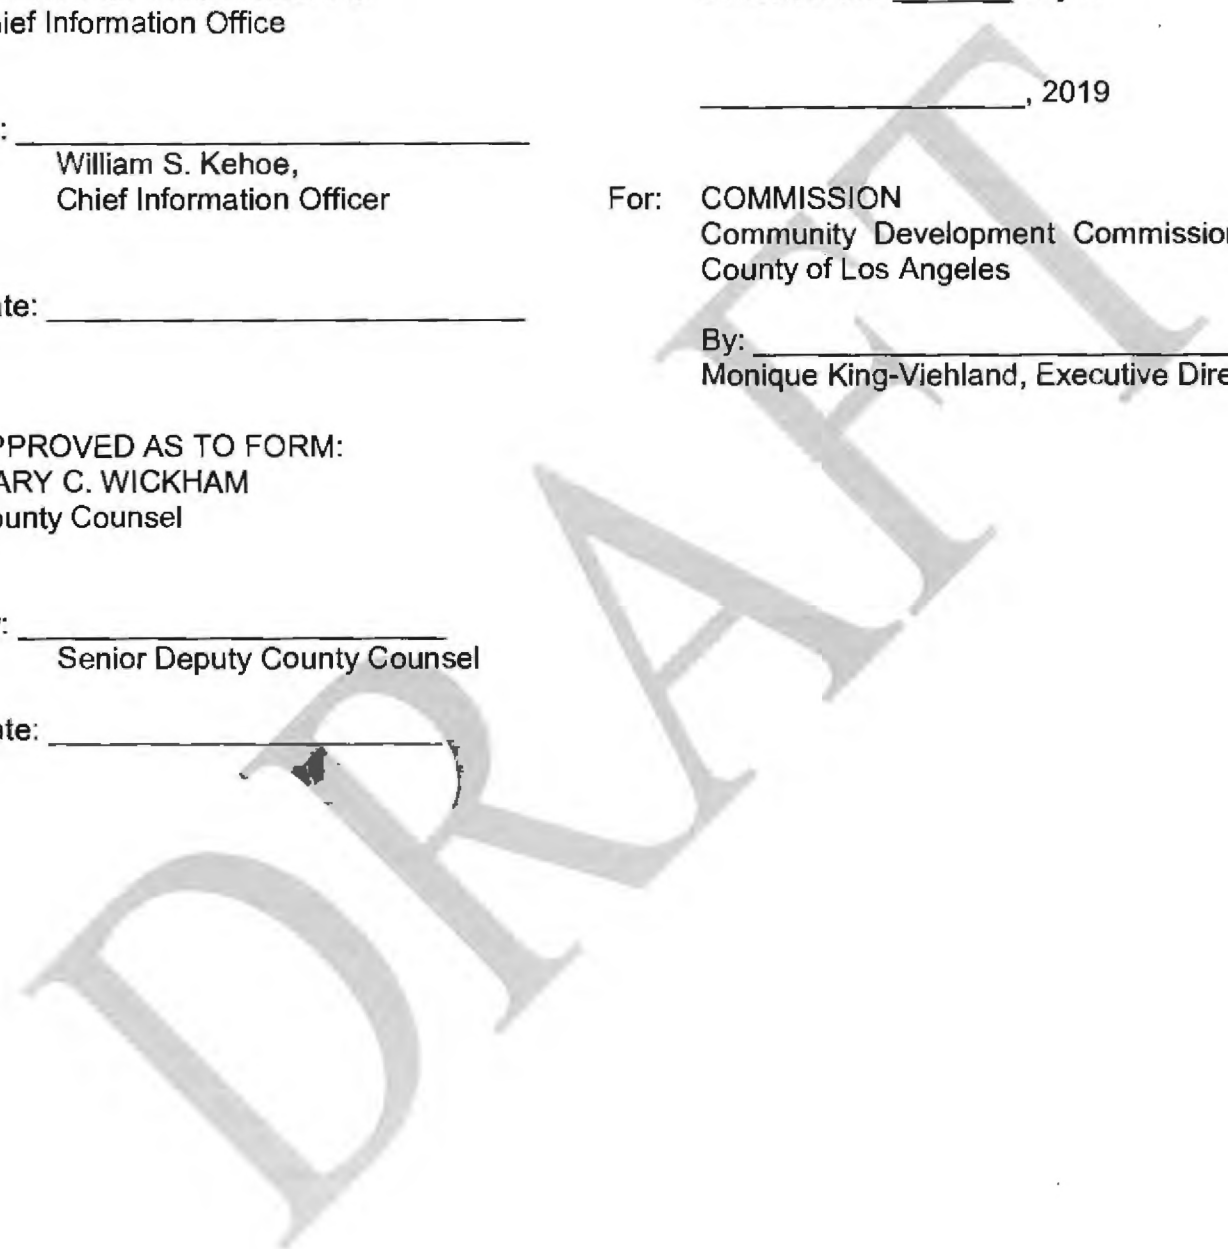 ief Information Office
William S. Kehoe,
Chief Information Officer
te:
PPROVED AS TO FORM:
ARY C. WICKHAM
ounty Counsel
Senior Deputy County Counsel
te:
, 2019
For: COMMISSION
Community Development Commission
County of Los Angeles
By:
Monique King-Viehland, Executive Dire
DRAFT